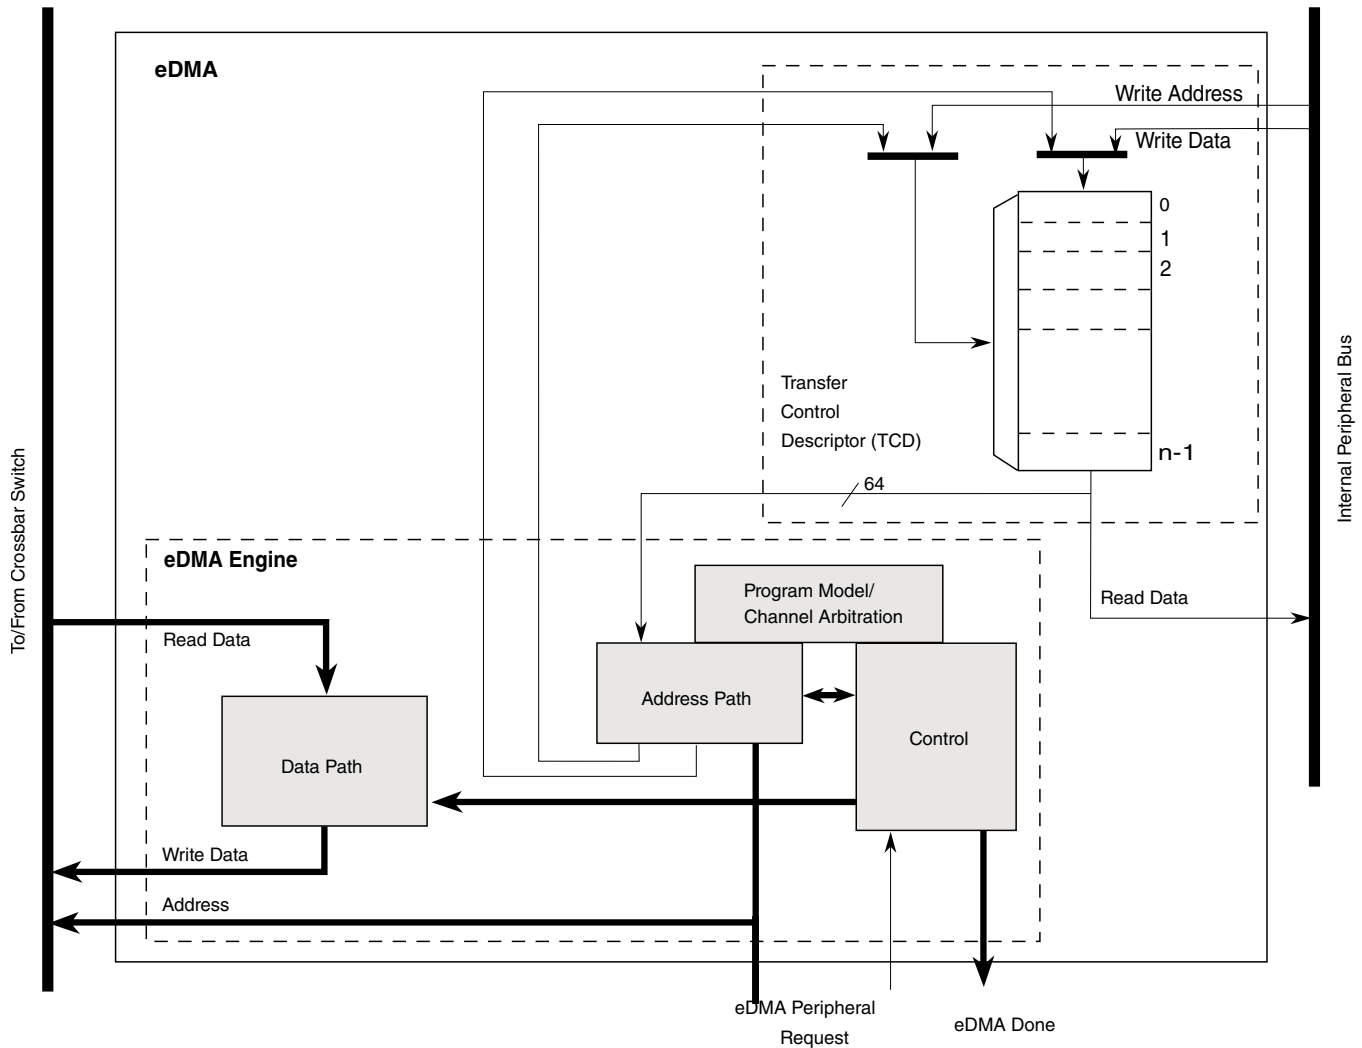 eDMA
Write Address
Write Data
0
1
2
n-1
Transfer
Control
Descriptor (TCD)
64
Internal Peripheral Bus
To/From Crossbar Switch
eDMA Engine
Program Model/
Channel Arbitration
Read Data
Read Data
Address Path
Control
Data Path
Write Data
Address
eDMA Peripheral
Request
eDMA Done